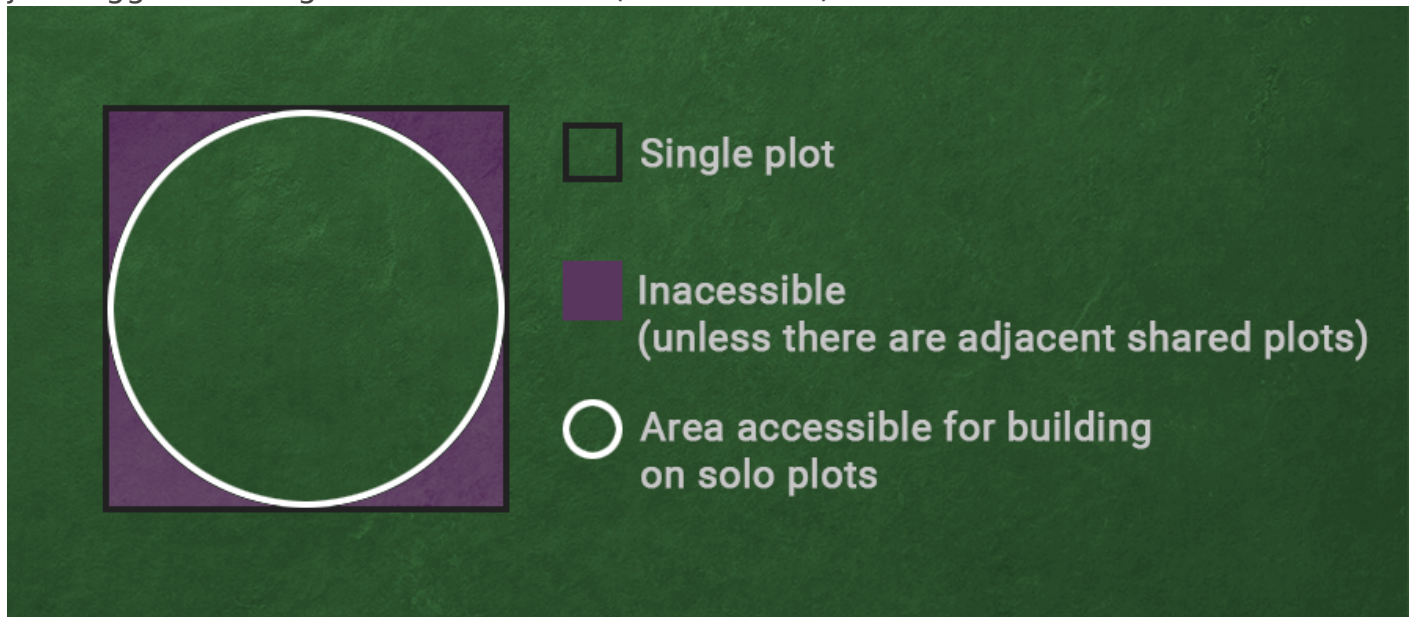 Single plot
Inacessible
(unless there are adjacent shared plots)
Area accessible for building
on solo plots